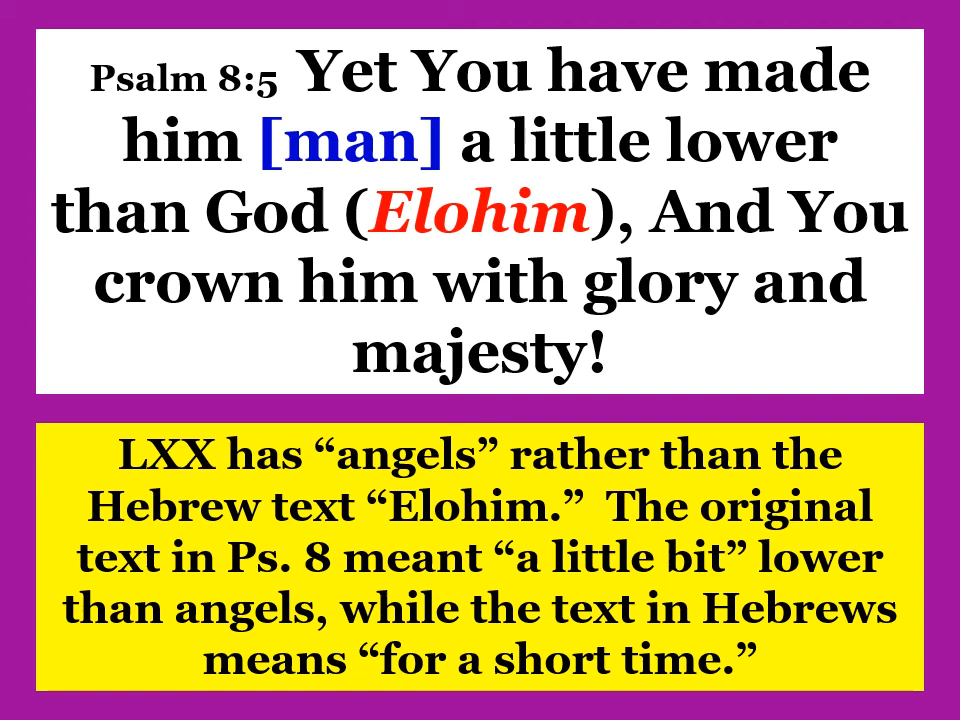 Psalm 8:5 Yet You have made
him [man] a little lower
than God (Elohim), And You
crown him with glory and
majesty!
LXX has “angels” rather than the
Hebrew text “Elohim.”  The original
text in Ps. 8 meant “a little bit” lower
than angels, while the text in Hebrews
means “for a short time.”